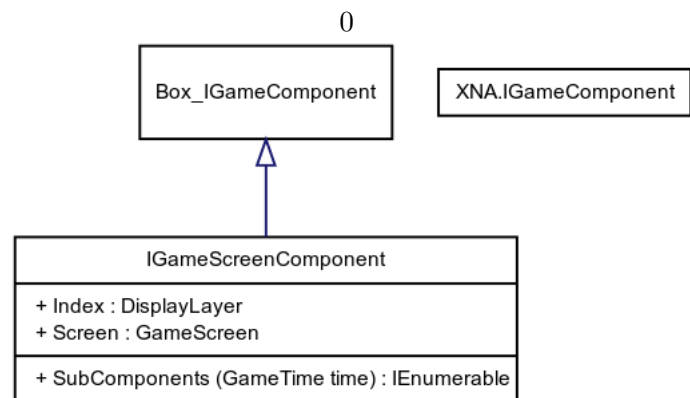 0
Box_IGameComponent
XNA.IGameComponent
IGameScreenComponent
+ Index : DisplayLayer
+ Screen : GameScreen
+ SubComponents (GameTime time) : IEnumerable